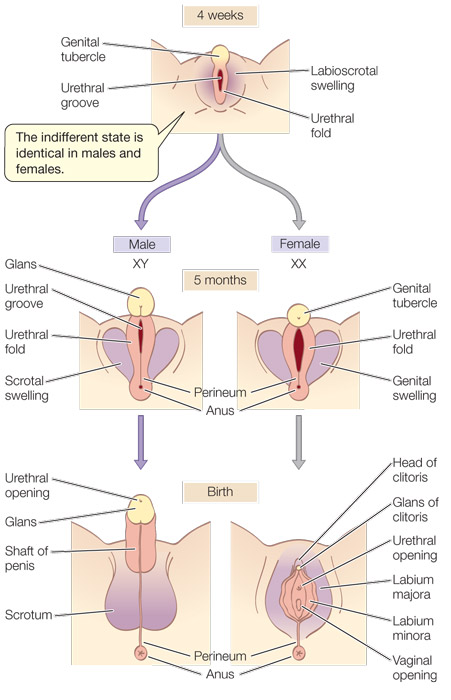 4 weeks
Genital
tubercle
Urethral
groove
Labioscrotal
swelling
Urethral
fold
The indifferent state is
identical in males and
females.
Male
XY
Female
XX
5 months
Glans
Urethral
groove
Urethral
fold
Scrotal
swelling
Genital
tubercle
Urethral
fold
Genital
swelling
Perineum
Anus
Birth
Urethral
opening
Glans
Shaft of
penis
Scrotum
Head of
clitoris
Glans of
clitoris
Urethral
opening
Labium
majora
Labium
minora
Vaginal
opening
Perineum
Anus